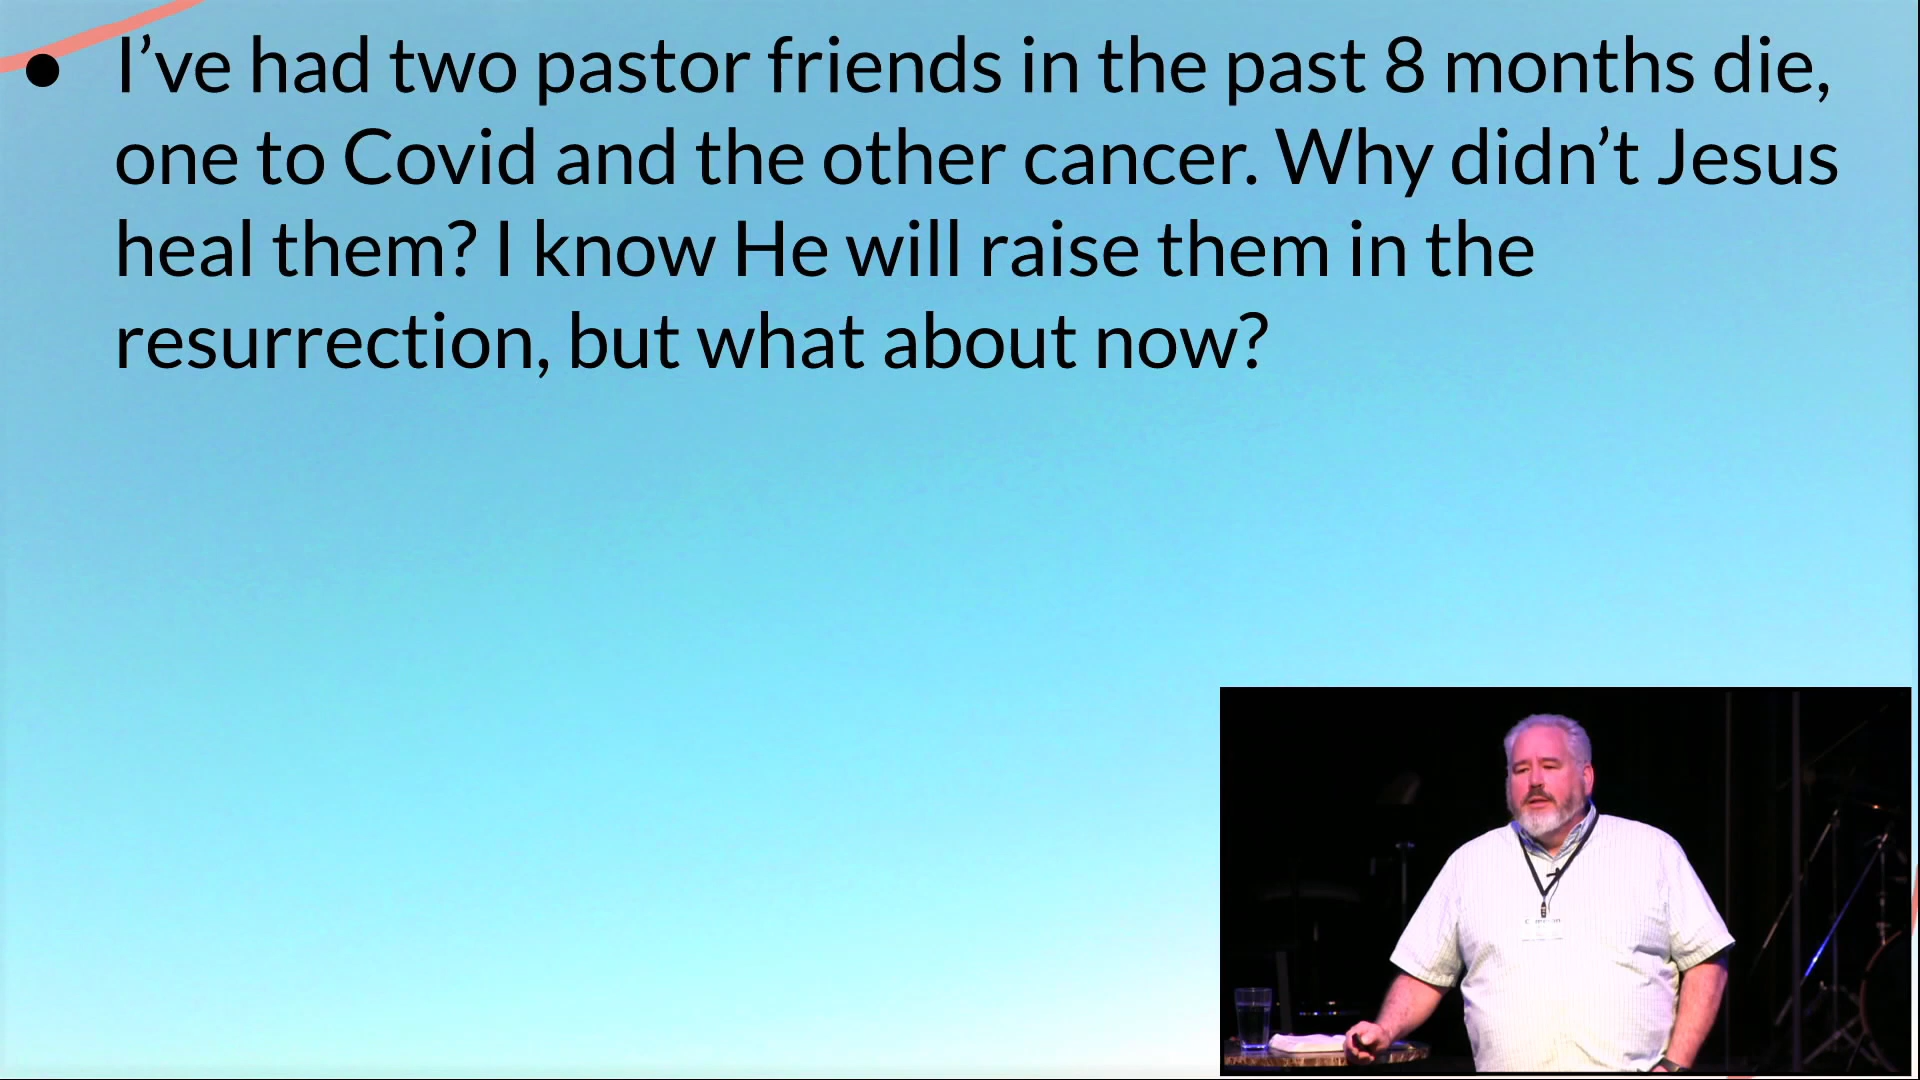 • I’ve had two pastor friends in the past 8 months die,
one to Covid and the other cancer. Why didn’t Jesus
heal them? I know He will raise them in the
resurrection, but what about now?